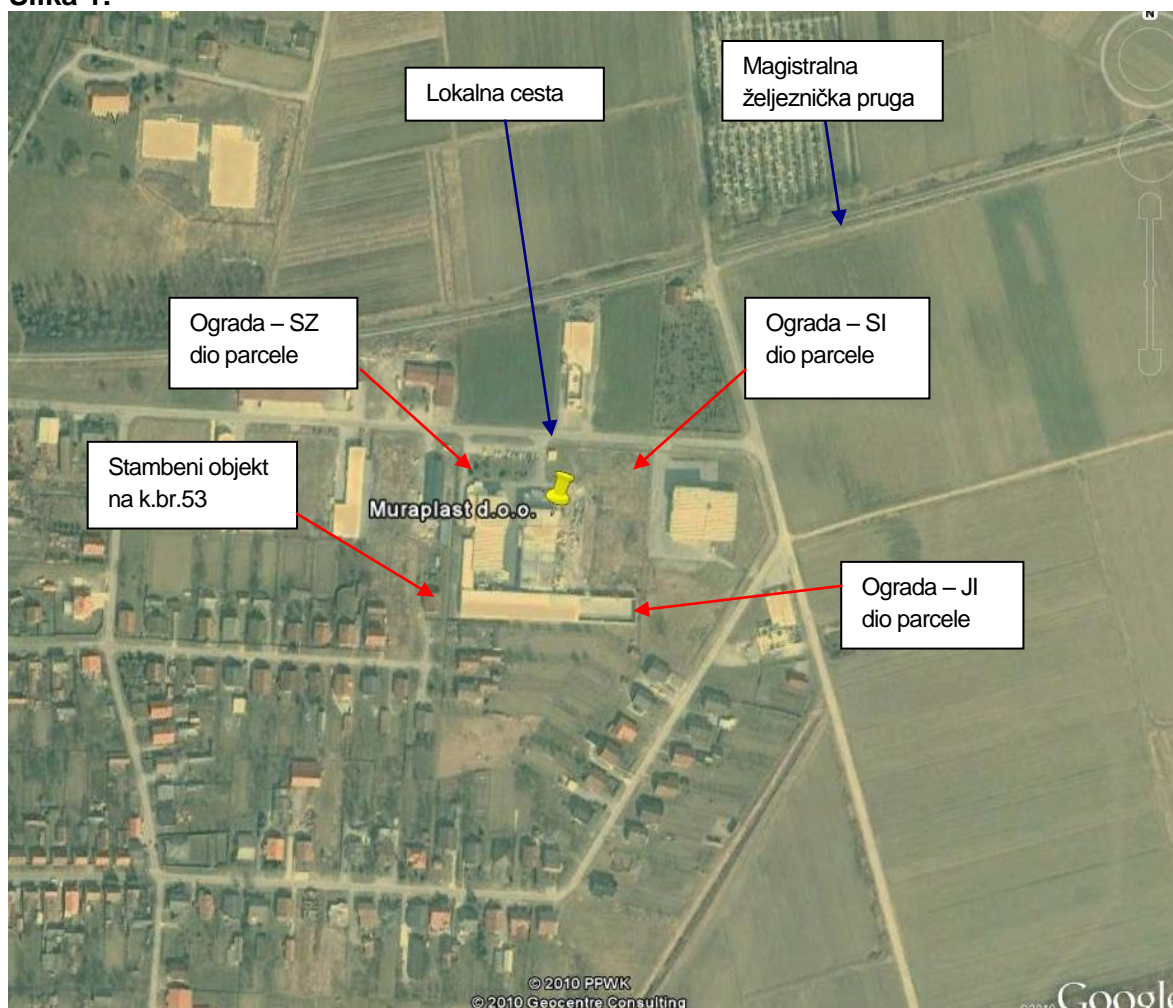 Slika 1.
N
Lokalna cesta
Magistralna
željeznička pruga
Ograda – SZ
dio parcele
Ograda – SI
dio parcele
Stambeni objekt
na k.br.53
Muraplast d.o.o.
Ograda – JI
dio parcele
© 2010 PPWK
© 2010 Geocentre Consulting
©2010 Google